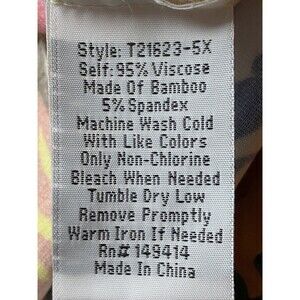 Style: T21623-5X
Self: 95% Viscose
Made Of Bamboo
5% Spandex
Machine Wash Cold
With Like Colors
Only Non-Chlorine
Bleach When Needed
Tumble Dry Low
Remove Promptly
Warm Iron If Needed
Rn# 149414
Made In China